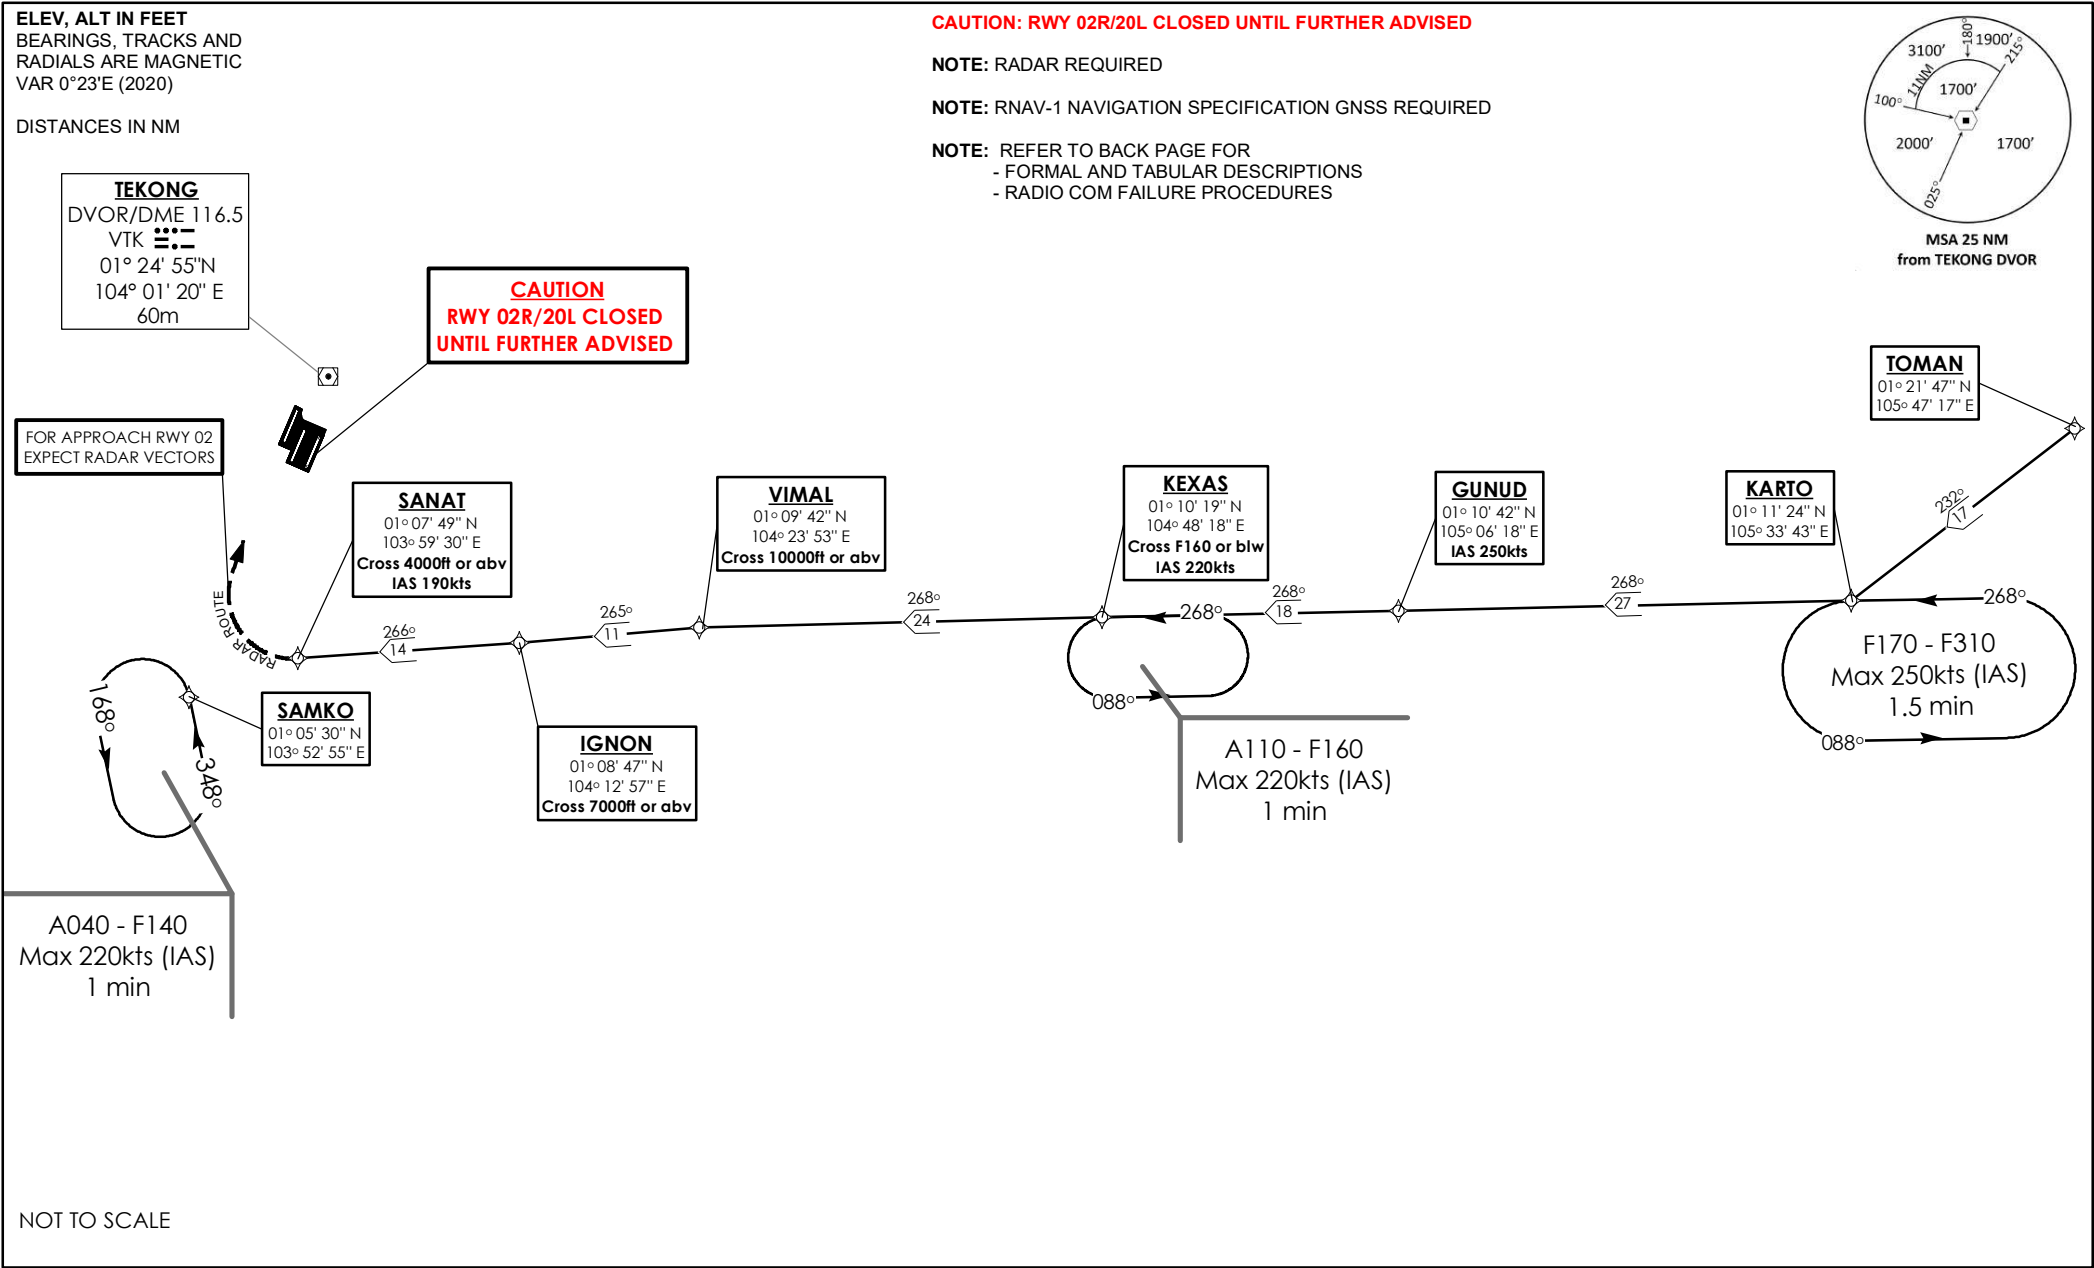 ELEV, ALT IN FEET
BEARINGS, TRACKS AND
RADIALS ARE MAGNETIC
VAR 0°23'E (2020)
DISTANCES IN NM
CAUTION: RWY 02R/20L CLOSED UNTIL FURTHER ADVISED
NOTE: RADAR REQUIRED
NOTE: RNAV-1 NAVIGATION SPECIFICATION GNSS REQUIRED
NOTE: REFER TO BACK PAGE FOR
- FORMAL AND TABULAR DESCRIPTIONS
- RADIO COM FAILURE PROCEDURES
3100'
180°
1900'
215°
11NM
1700'
100°
2000'
1700'
025°
MSA 25 NM
from TEKONG DVOR
TEKONG
DVOR/DME 116.5
VTK
01° 24' 55"N
104° 01' 20" E
60m
CAUTION
RWY 02R/20L CLOSED
UNTIL FURTHER ADVISED
FOR APPROACH RWY 02
EXPECT RADAR VECTORS
RADAR ROUTE
SANAT
01° 07' 49" N
103° 59' 30" E
Cross 4000ft or abv
IAS 190kts
VIMAL
01° 09' 42" N
104° 23' 53" E
Cross 10000ft or abv
KEXAS
01° 10' 19" N
104° 48' 18" E
Cross F160 or blw
IAS 220kts
GUNUD
01° 10' 42" N
105° 06' 18" E
IAS 250kts
KARTO
01° 11' 24" N
105° 33' 43" E
TOMAN
01° 21' 47" N
105° 47' 17" E
232°
17
268°
27
268°
18
268°
24
265°
11
266°
14
268°
088°
268°
088°
F170 - F310
Max 250kts (IAS)
1.5 min
A110 - F160
Max 220kts (IAS)
1 min
IGNON
01° 08' 47" N
104° 12' 57" E
Cross 7000ft or abv
SAMKO
01° 05' 30" N
103° 52' 55" E
168°
348°
A040 - F140
Max 220kts (IAS)
1 min
NOT TO SCALE